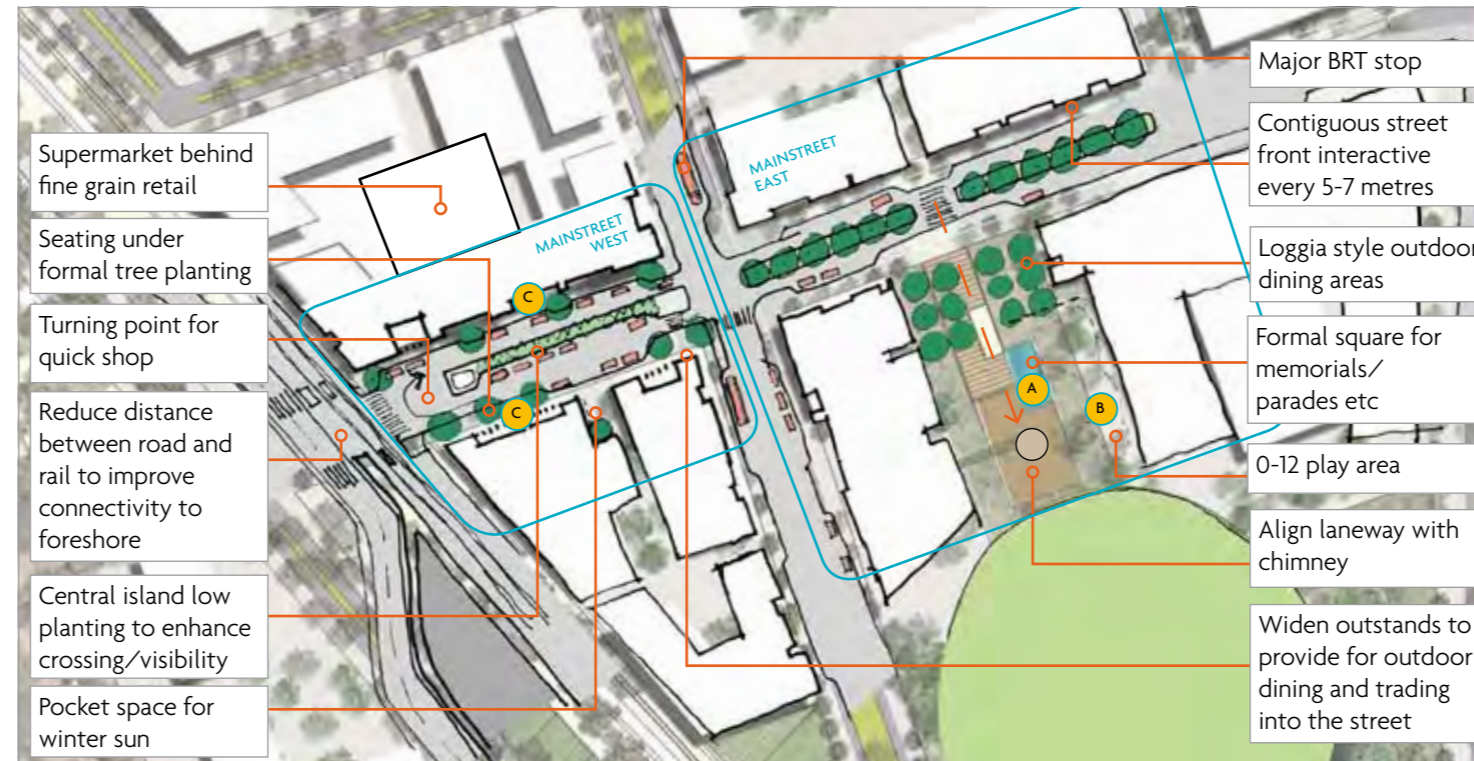 Supermarket behind
fine grain retail
Seating under
formal tree planting
Turning point for
quick shop
Reduce distance
between road and
rail to improve
connectivity to
foreshore
Central island low
planting to enhance
crossing/visibility
Pocket space for
winter sun
MAINSTREET
WEST
MAINSTREET
EAST
C
C
A
B
Major BRT stop
Contiguous street
front interactive
every 5-7 metres
Loggia style outdoor
dining areas
Formal square for
memorials/
parades etc
0-12 play area
Align laneway with
chimney
Widen outstands to
provide for outdoor
dining and trading
into the street